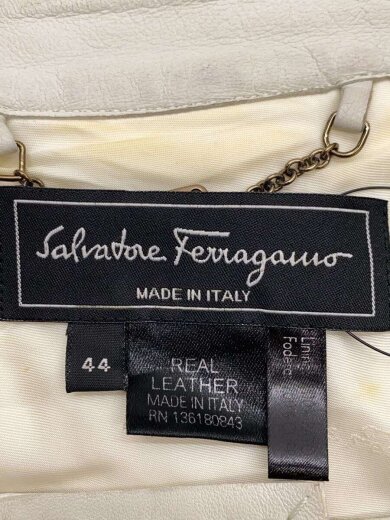 Salvatore Ferragamo
MADE IN ITALY
44
REAL
LEATHER
MADE IN ITALY
RN 136180843
Fodera